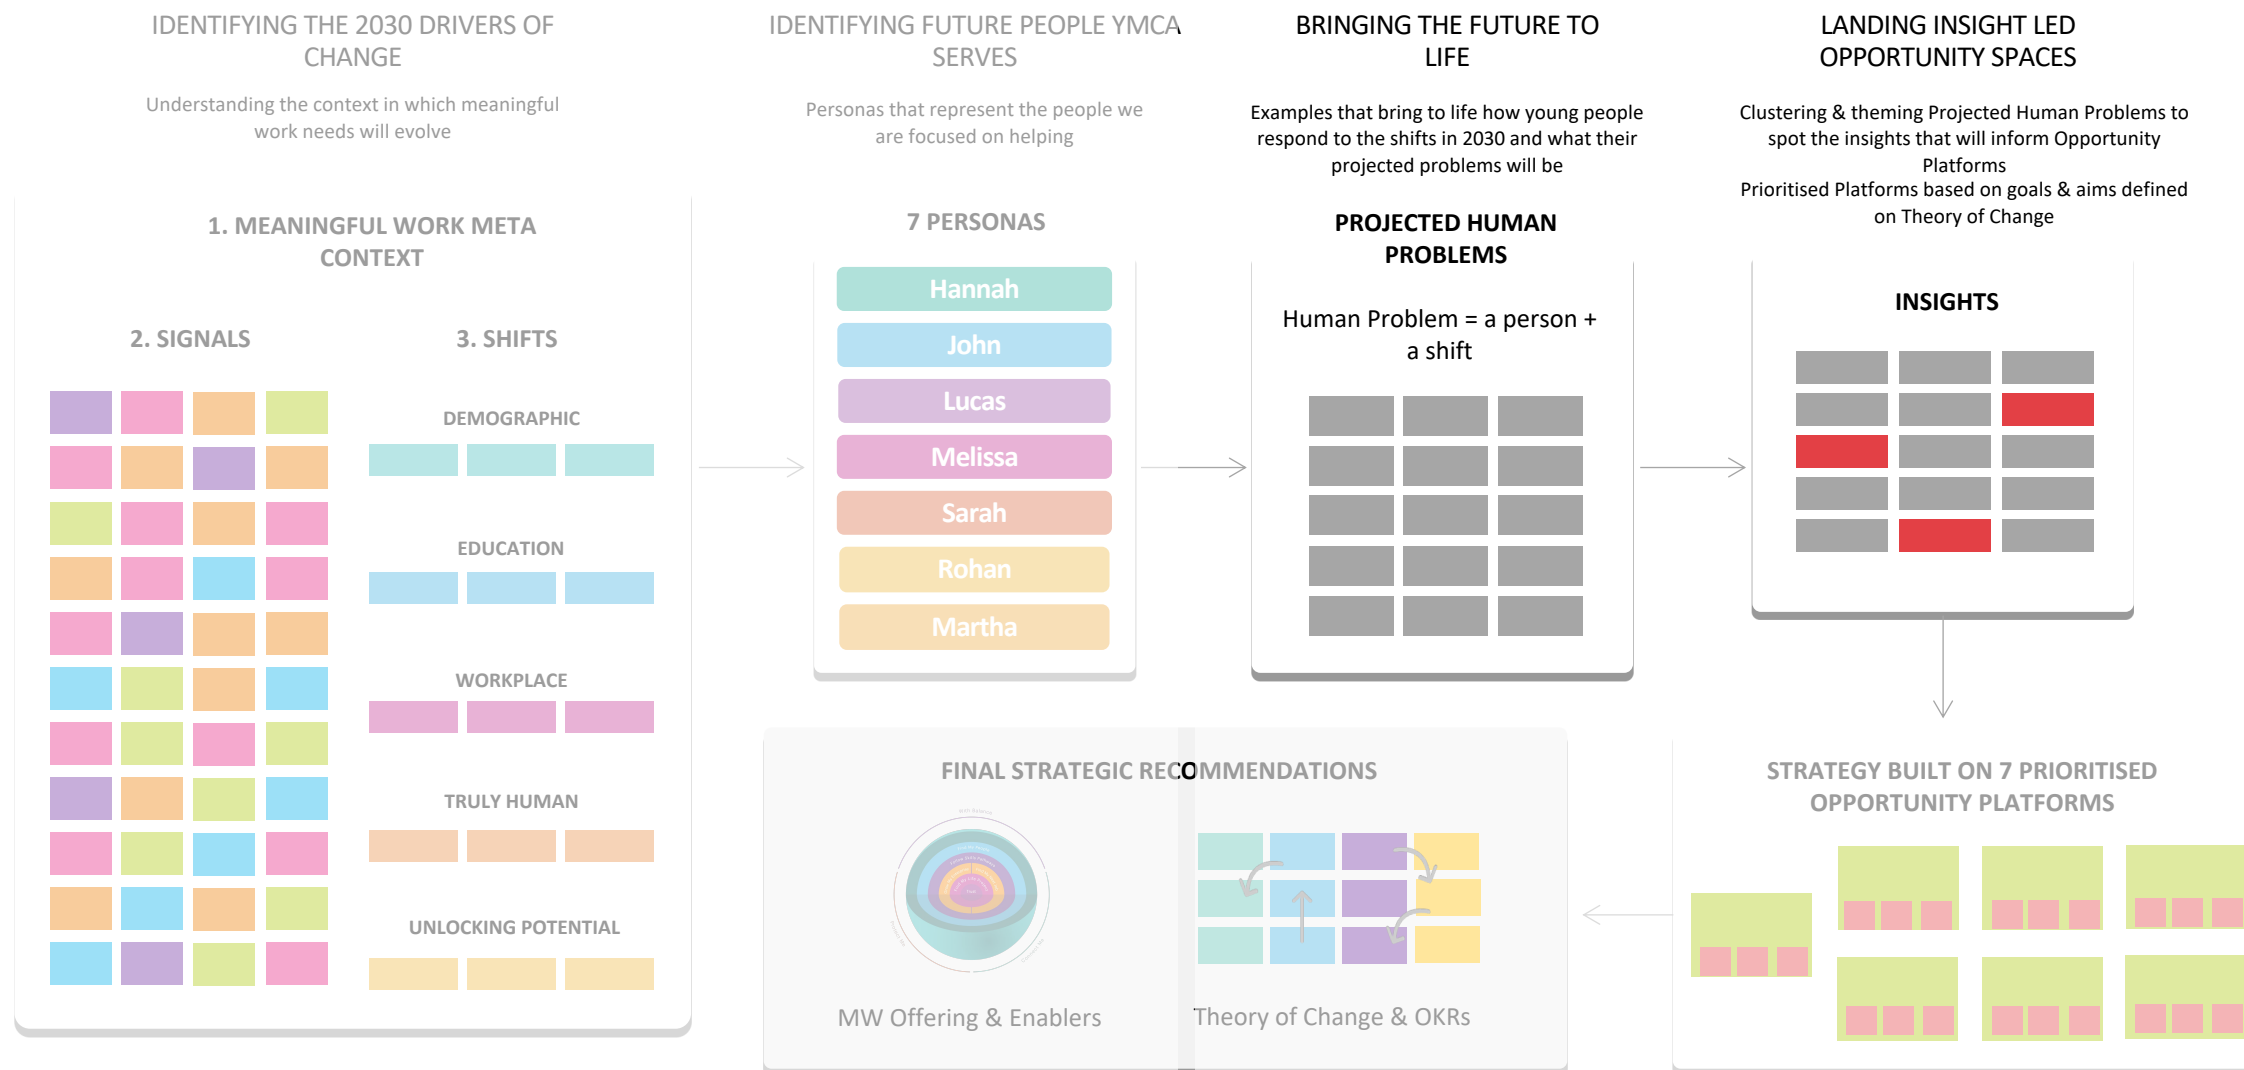 IDENTIFYING THE 2030 DRIVERS OF
CHANGE
Understanding the context in which meaningful
work needs will evolve
1. MEANINGFUL WORK META
CONTEXT
2. SIGNALS
3. SHIFTS
DEMOGRAPHIC
EDUCATION
WORKPLACE
TRULY HUMAN
UNLOCKING POTENTIAL
IDENTIFYING FUTURE PEOPLE YMCA
SERVES
Personas that represent the people we
are focused on helping
7 PERSONAS
Hannah
John
Lucas
Melissa
Sarah
Rohan
Martha
BRINGING THE FUTURE TO
LIFE
Examples that bring to life how young people
respond to the shifts in 2030 and what their
projected problems will be
PROJECTED HUMAN
PROBLEMS
Human Problem = a person +
a shift
LANDING INSIGHT LED
OPPORTUNITY SPACES
Clustering & theming Projected Human Problems to
spot the insights that will inform Opportunity
Platforms
Prioritised Platforms based on goals & aims defined
on Theory of Change
INSIGHTS
STRATEGY BUILT ON 7 PRIORITISED
OPPORTUNITY PLATFORMS
FINAL STRATEGIC RECOMMENDATIONS
MW Offering & Enablers
Theory of Change & OKRs